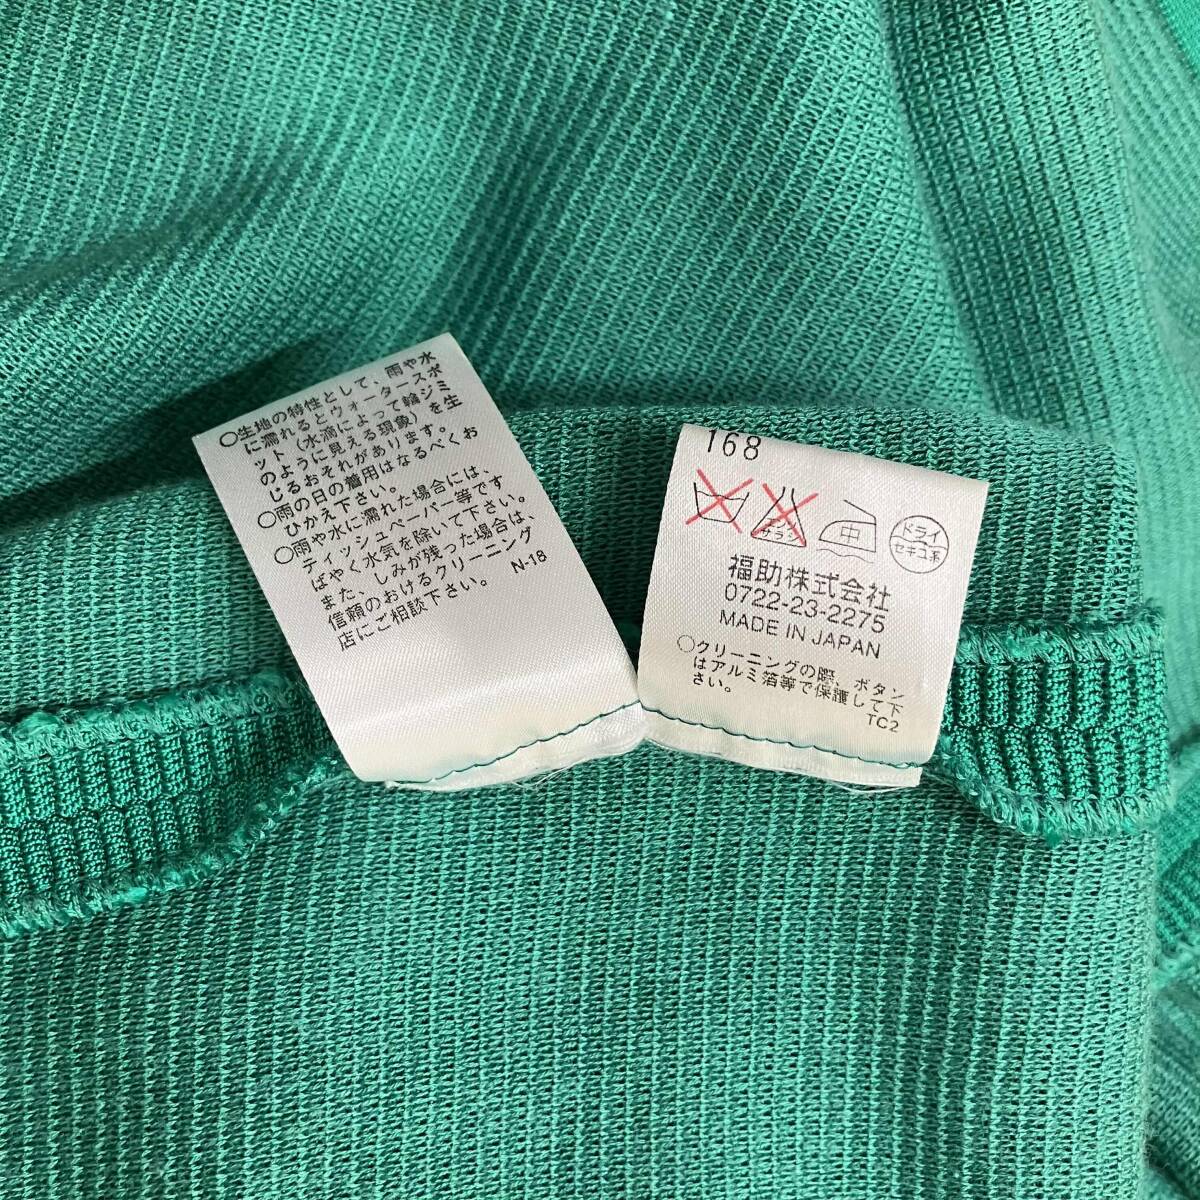 ○生地の特性として、雨や水
に濡れるとウォータースポ
ット(水滴によって輪ジミ
のように見える現象)を生
じるおそれがあります。
○雨の日の着用はなるべくお
ひかえ下さい。
○雨や水に濡れた場合には、
ティッシュペーパー等です
ばやく水気を除いて下さい。
また、しみが残った場合は、
信頼のおけるクリーニング
店にご相談下さい。
N-18
168
エンソ
サラシ
中
ドライ
セキユ系
福助株式会社
0722-23-2275
MADE IN JAPAN
○クリーニングの際、ボタン
はアルミ箔等で保護して下
さい。
TC2